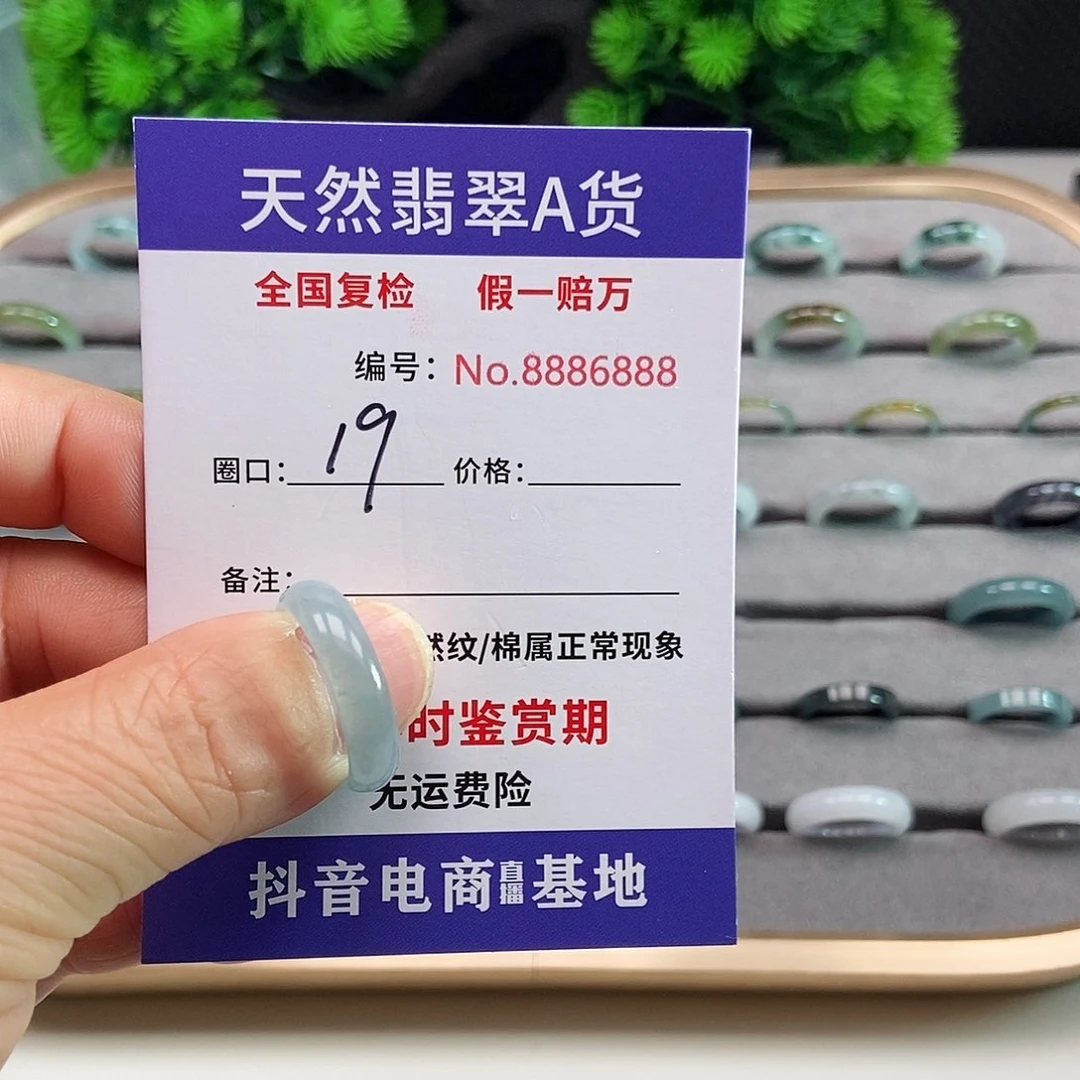 天然翡翠A货
全国复检 假一赔万
编号：No.8886888
圈口：19 价格：
备注：
然纹/棉属正常现象
时鉴赏期
无运费险
抖音电商直播基地